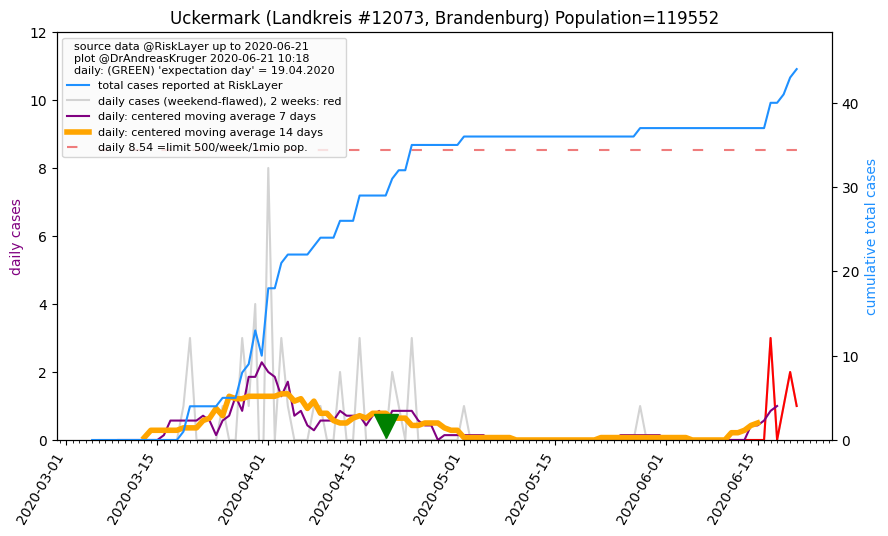 Uckermark (Landkreis #12073, Brandenburg) Population=119552
source data @RiskLayer up to 2020-06-21
plot @DrAndreasKruger 2020-06-21 10:18
daily: (GREEN) 'expectation day' = 19.04.2020
total cases reported at RiskLayer
daily cases (weekend-flawed), 2 weeks: red
daily: centered moving average 7 days
daily: centered moving average 14 days
daily 8.54 =limit 500/week/1mio pop.
daily cases
12
10
8
6
4
2
0
cumulative total cases
40
30
20
10
0
2020-03-01
2020-03-15
2020-04-01
2020-04-15
2020-05-01
2020-05-15
2020-06-01
2020-06-15